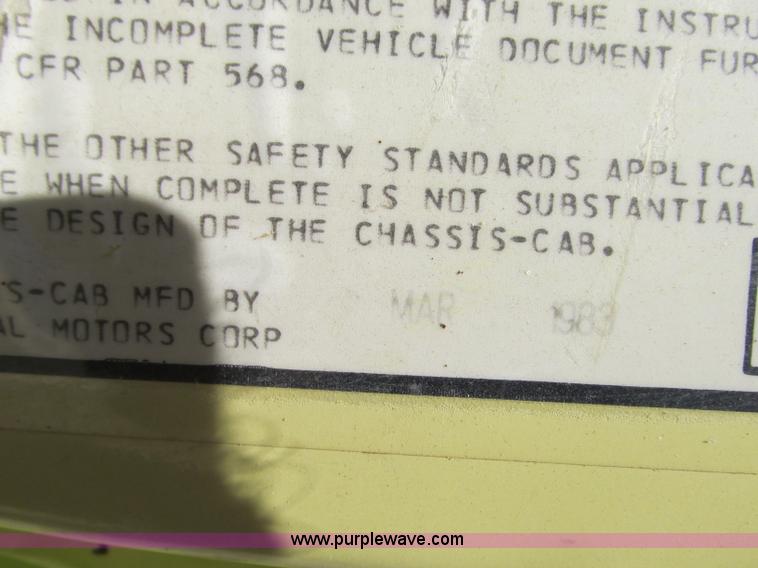 IN ACCORDANCE WITH THE INSTRU
HE INCOMPLETE VEHICLE DOCUMENT FUR
CFR PART 568.
THE OTHER SAFETY STANDARDS APPLICA
E WHEN COMPLETE IS NOT SUBSTANTIAL
E DESIGN OF THE CHASSIS-CAB.
S-CAB MFD BY MAR 1983
AL MOTORS CORP
www.purplewave.com